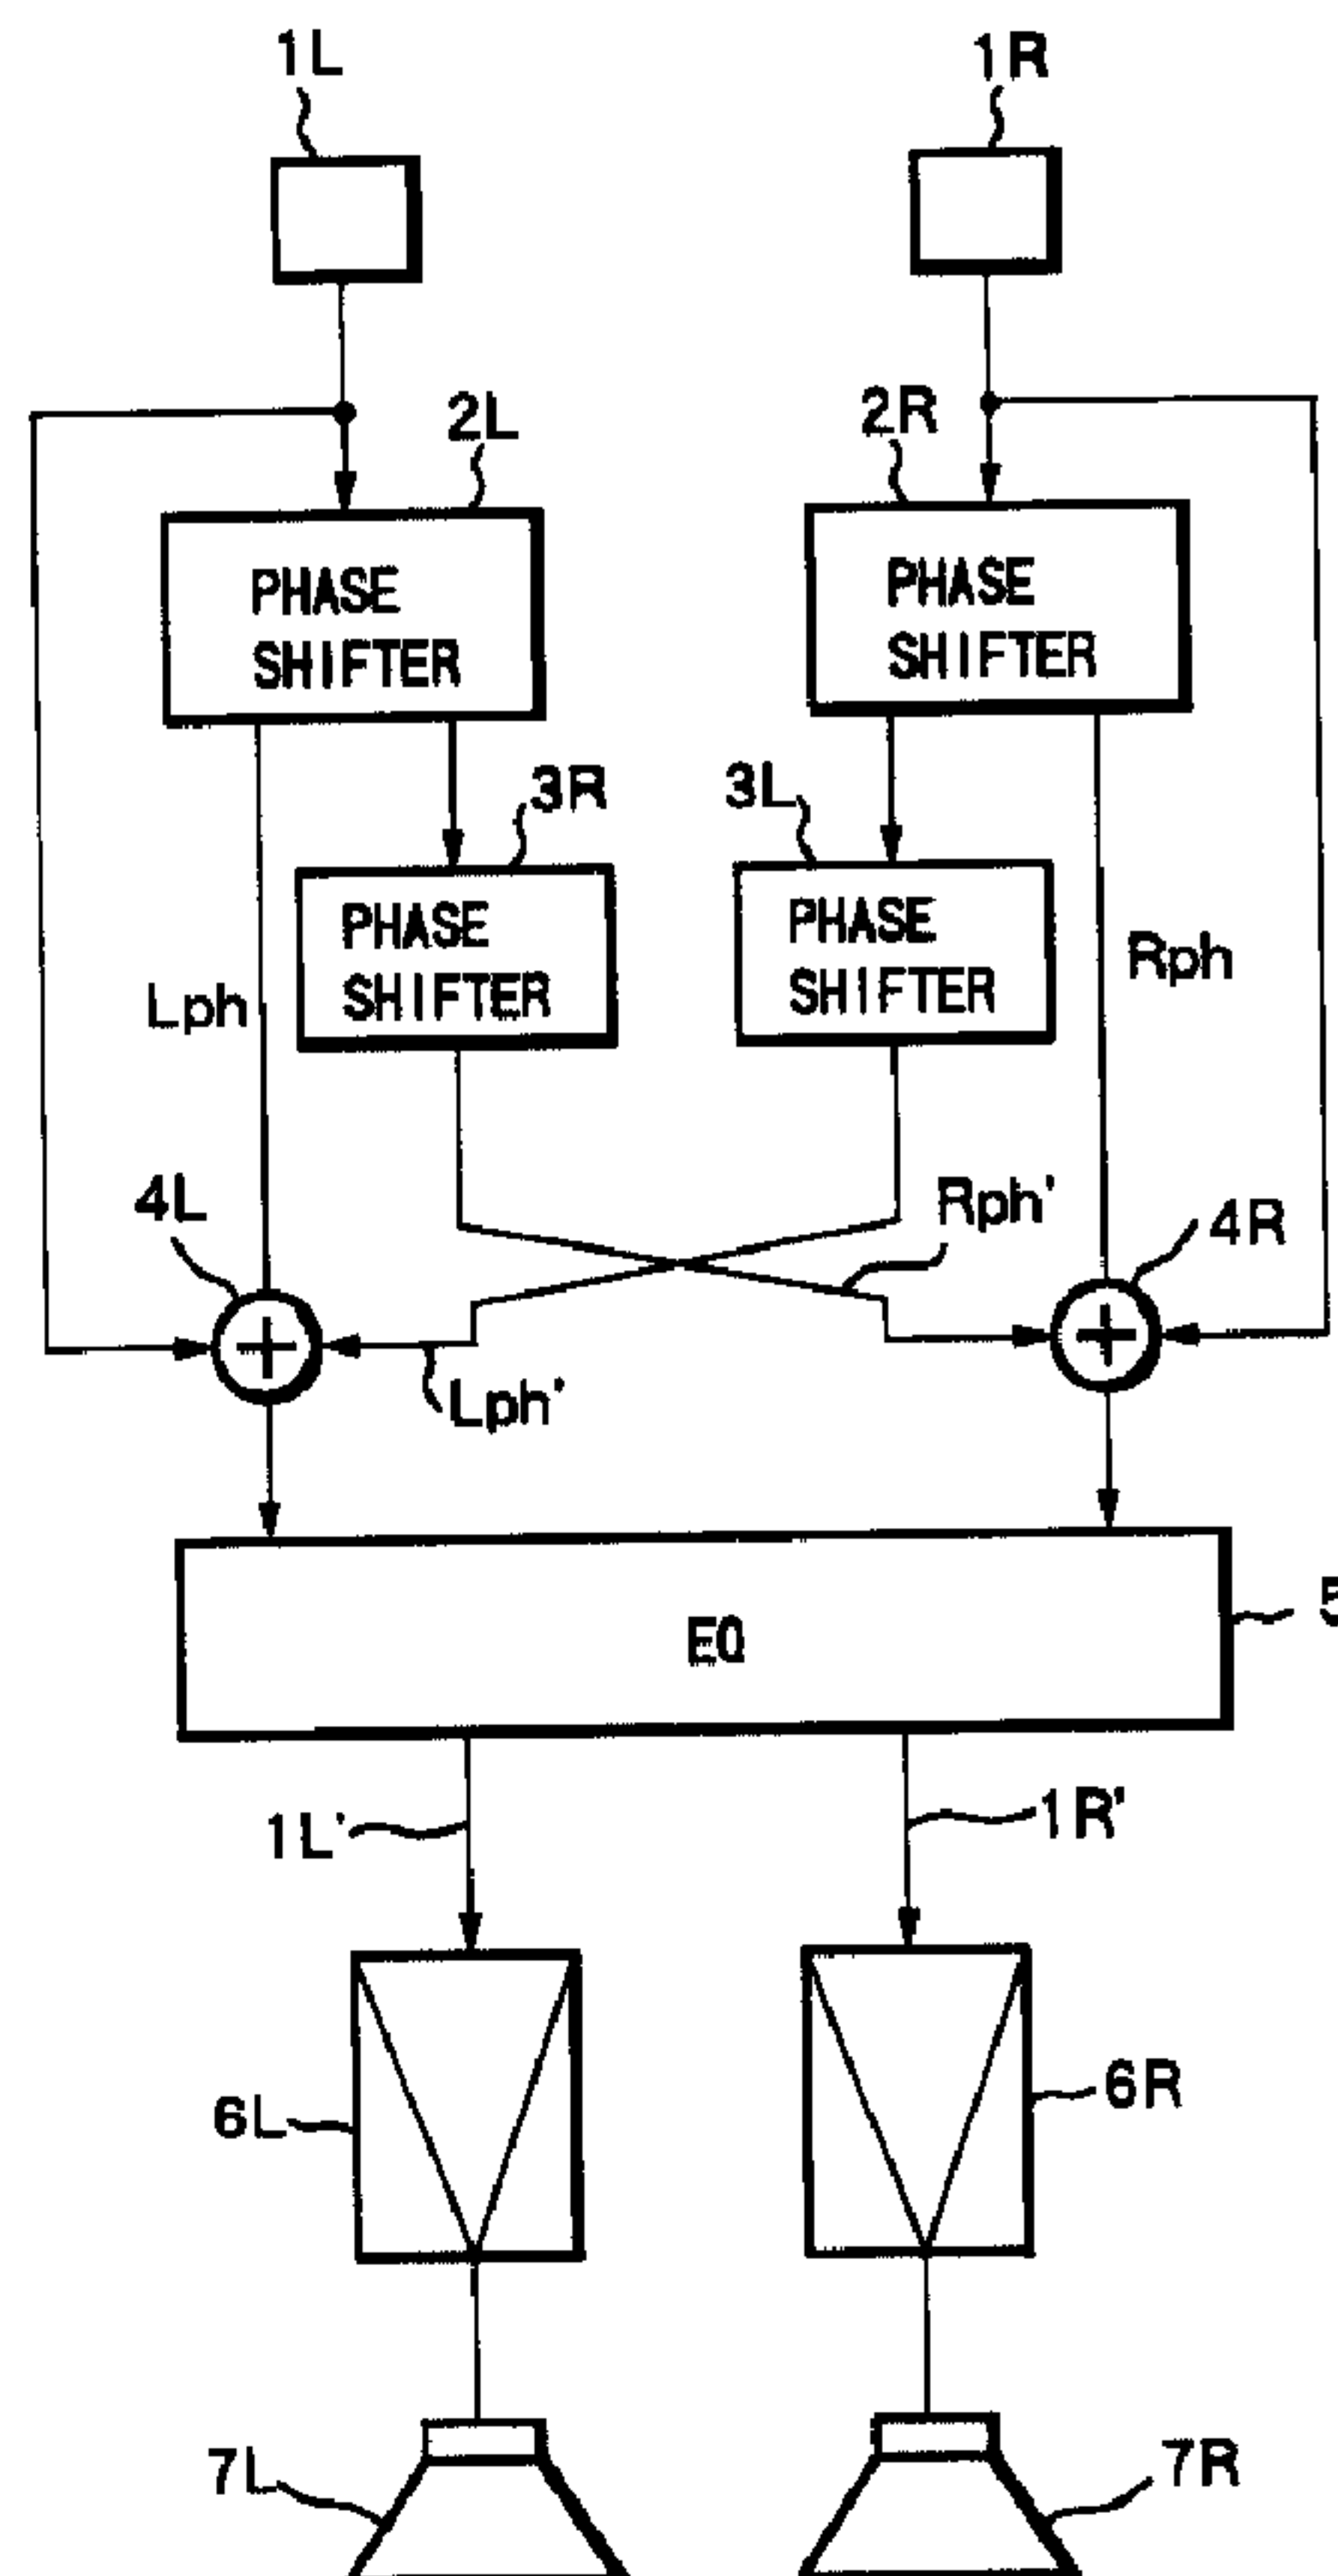 1L
1R
2L
2R
PHASE
SHIFTER
PHASE
SHIFTER
3R
3L
PHASE
SHIFTER
PHASE
SHIFTER
Lph
Rph
4L
Rph'
4R
Lph'
EQ
5
1L'
1R'
6L
6R
7L
7R